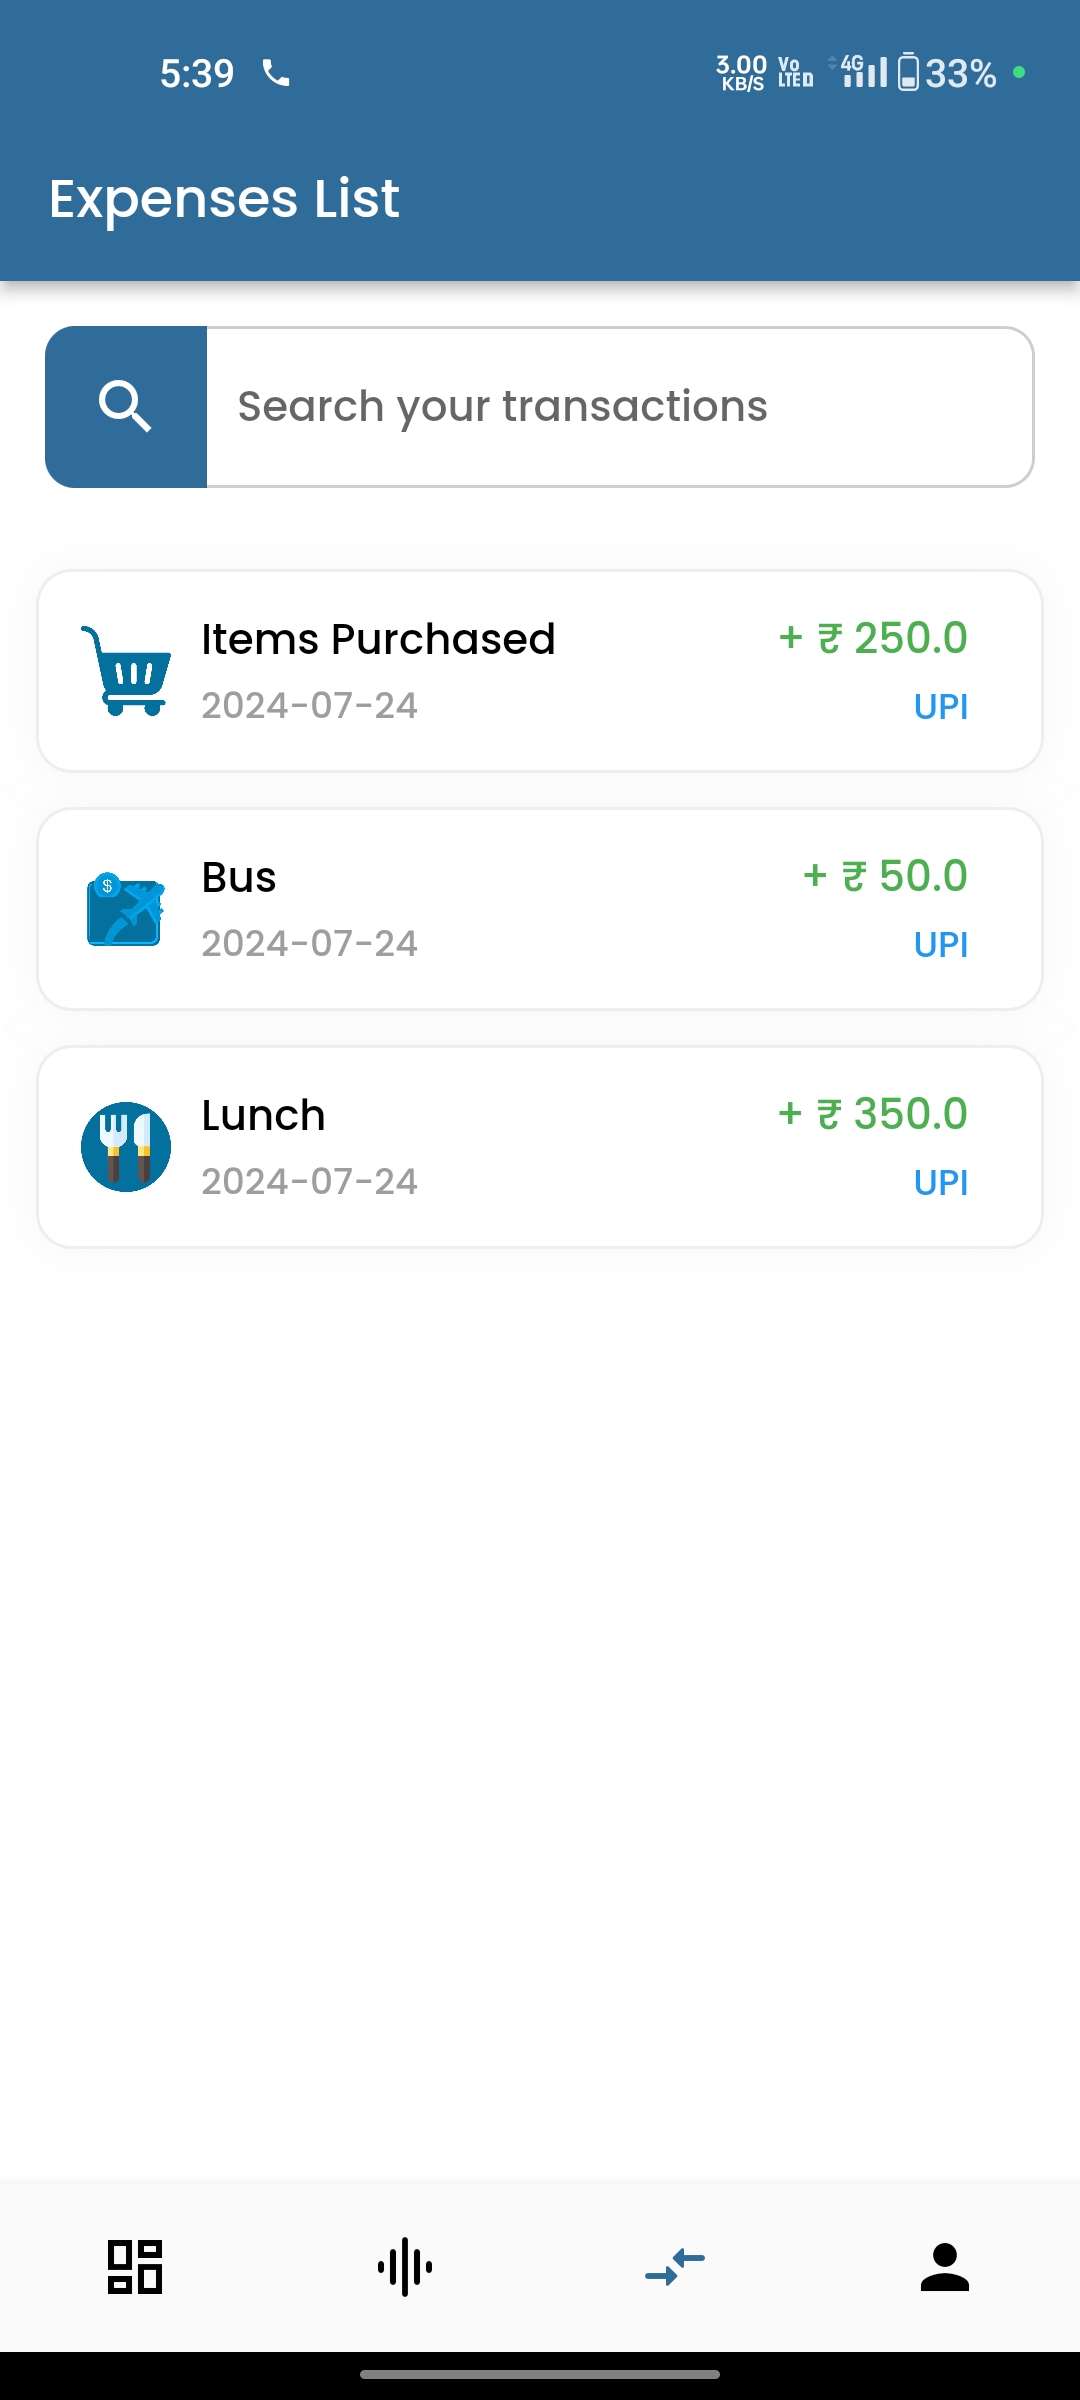 5:39 3.00 KB/S Vo LTED 4G 33%
Expenses List
Search your transactions
Items Purchased + ₹ 250.0
2024-07-24 UPI
$
Bus + ₹ 50.0
2024-07-24 UPI
Lunch + ₹ 350.0
2024-07-24 UPI